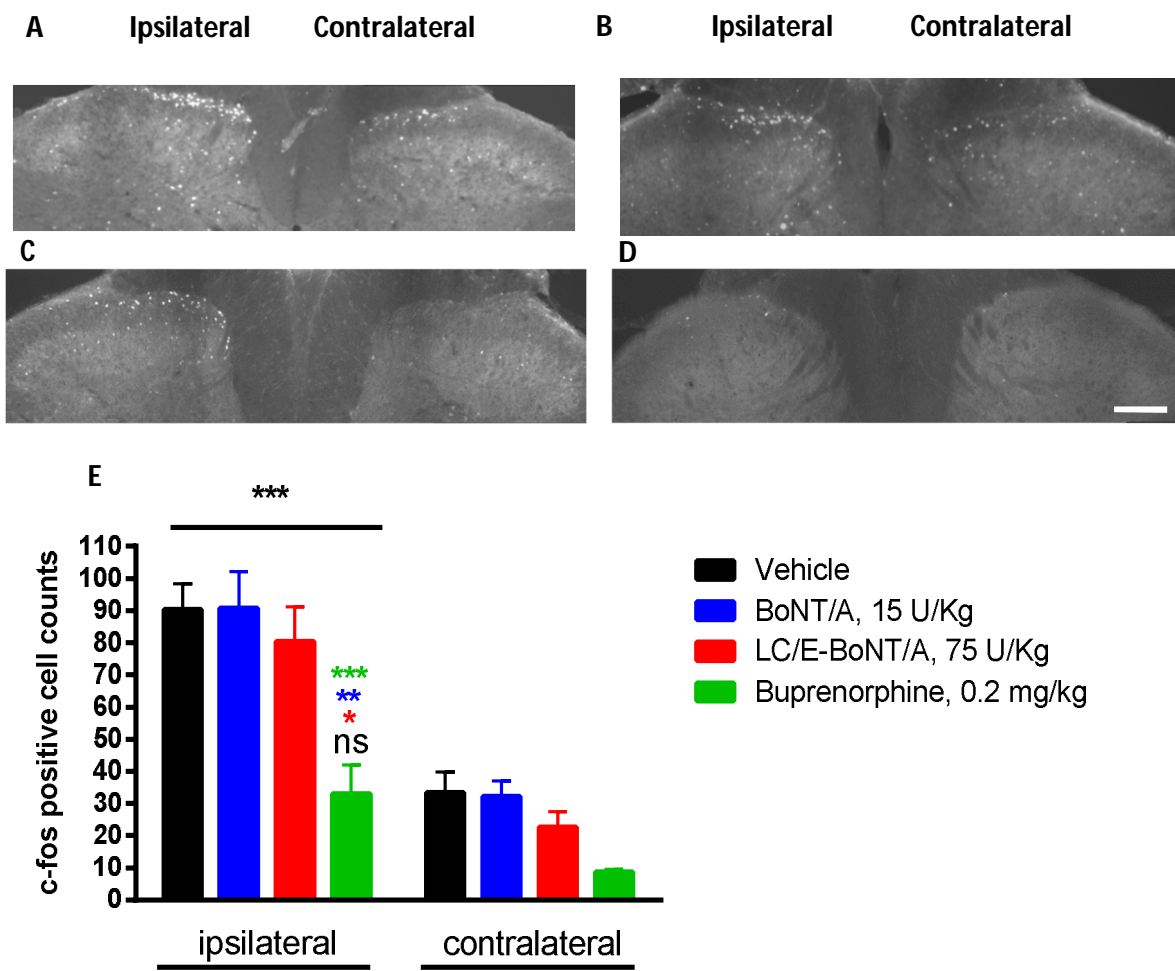 A Ipsilateral Contralateral B Ipsilateral Contralateral
C D
E
***
c-fos positive cell counts
110
100
90
80
70
60
50
40
30
20
10
0
***
**
*
ns
ipsilateral contralateral
Vehicle
BoNT/A, 15 U/Kg
LC/E-BoNT/A, 75 U/Kg
Buprenorphine, 0.2 mg/kg